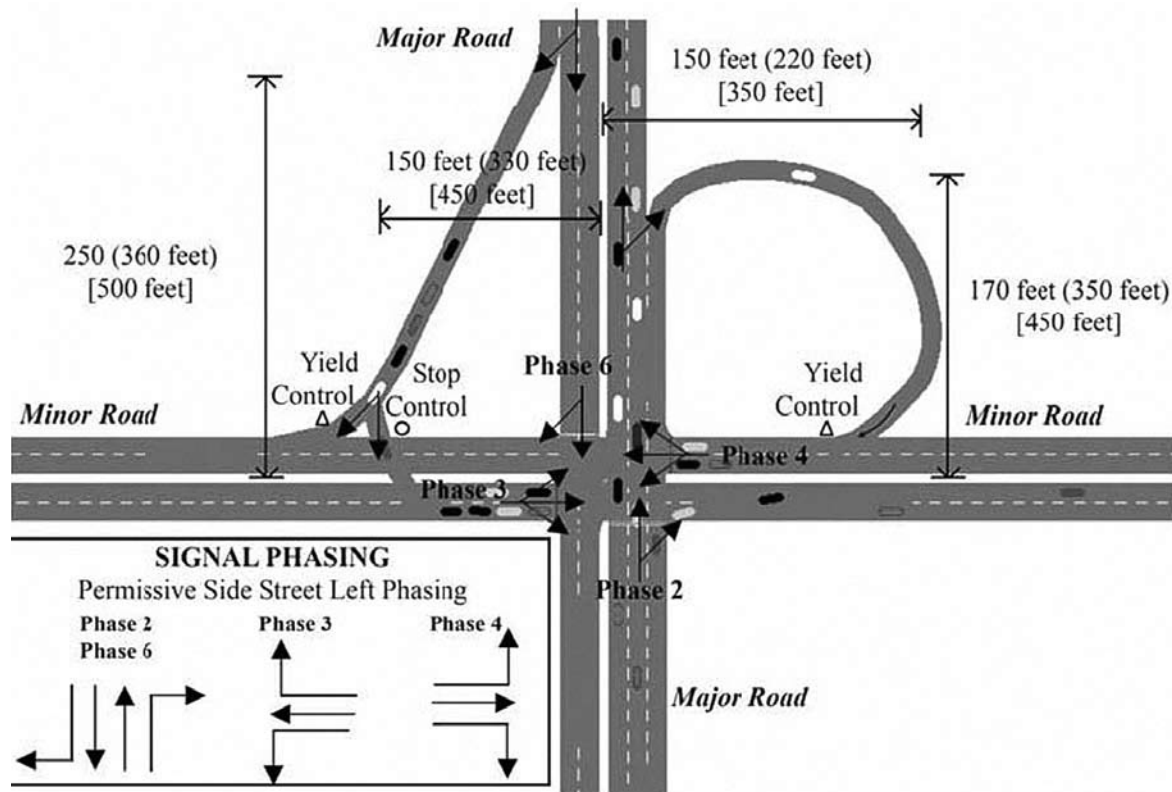 Major Road
150 feet (220 feet)
[350 feet]
150 feet (330 feet)
[450 feet]
250 (360 feet)
[500 feet]
170 feet (350 feet)
[450 feet]
Yield
Control
Stop
Control
Phase 6
Yield
Control
Minor Road
Minor Road
Phase 4
Phase 3
Phase 2
Major Road
SIGNAL PHASING
Permissive Side Street Left Phasing
Phase 2
Phase 6
Phase 3
Phase 4